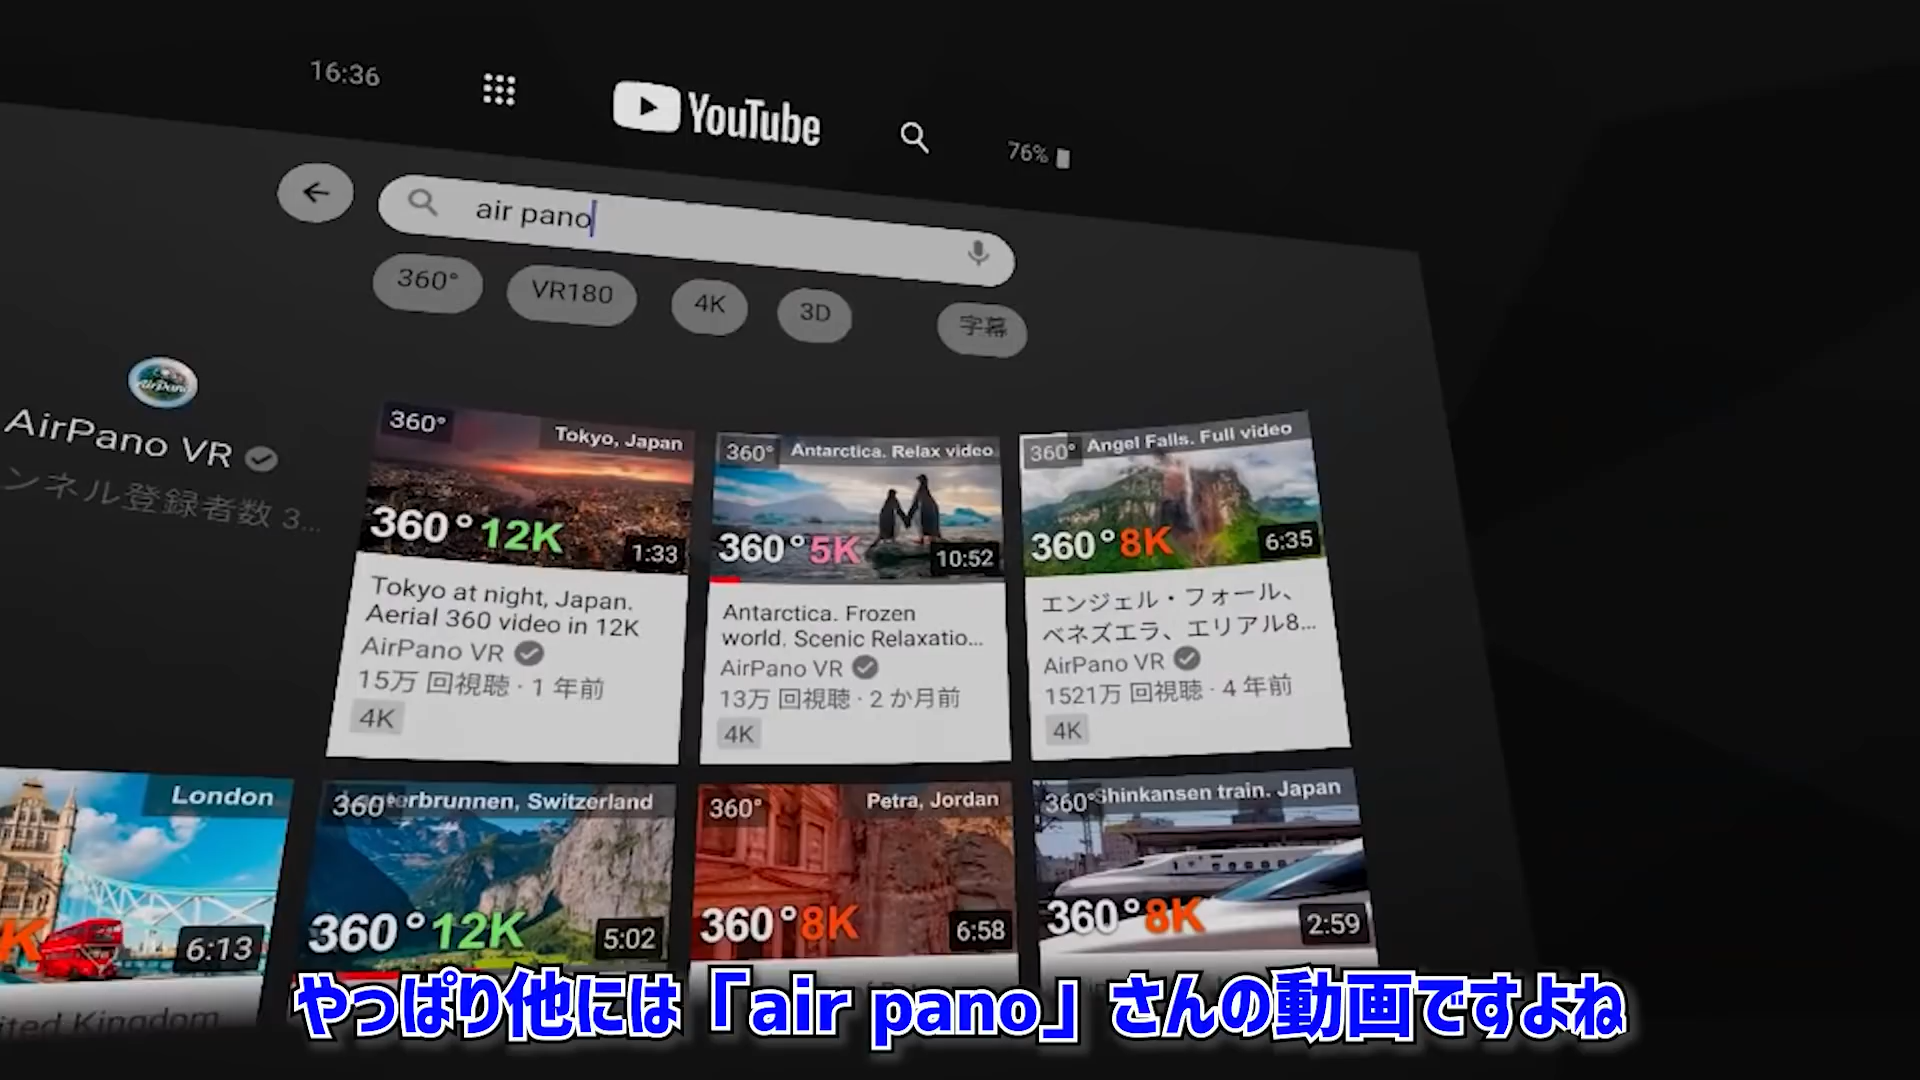 16:36
YouTube
76%
air pano
360°
VR180
4K
3D
字幕
AirPano
AirPano VR
ンネル登録者数 3...
360°
Tokyo, Japan
360°12K
1:33
Tokyo at night, Japan.
Aerial 360 video in 12K
AirPano VR
15万 回視聴・1 年前
4K
360°
Antarctica. Relax video
360°5K
10:52
Antarctica. Frozen
world. Scenic Relaxatio...
AirPano VR
13万 回視聴・2 か月前
4K
360°
Angel Falls. Full video
360°8K
6:35
エンジェル・フォール、
ベネズエラ、エリアル8...
AirPano VR
1521万 回視聴・4 年前
4K
London
K
6:13
ited Kingdom
360°
terbrunnen, Switzerland
360°12K
5:02
360°
Petra, Jordan
360°8K
6:58
360°
Shinkansen train. Japan
360°8K
2:59
やっぱり他には「air pano」さんの動画ですよね